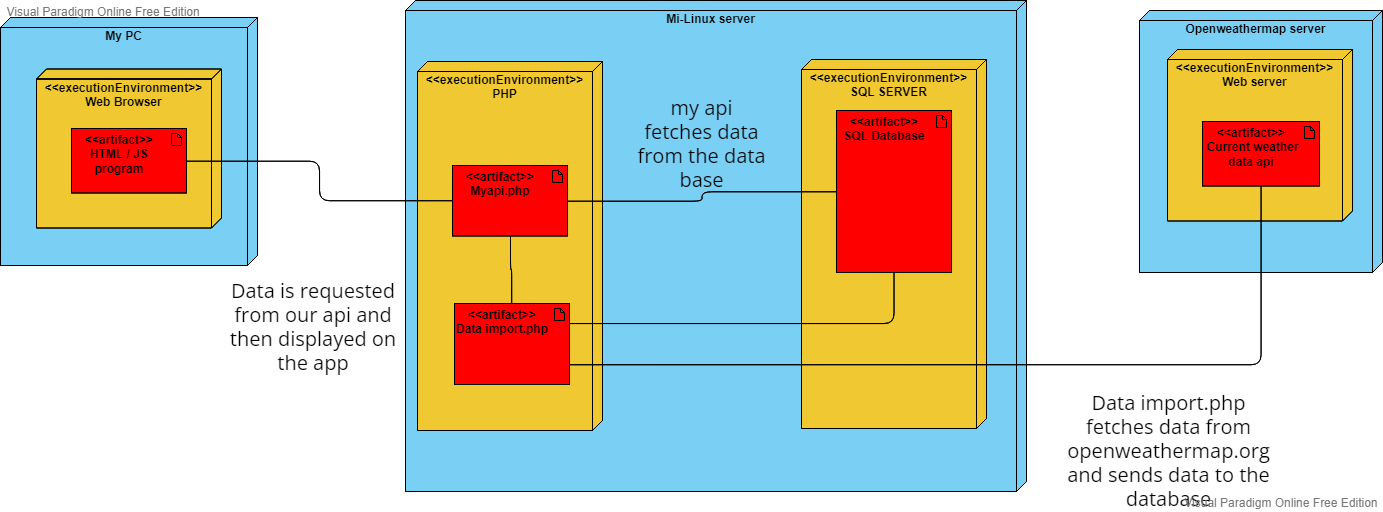 Visual Paradigm Online Free Edition
My PC
<<executionEnvironment>>
Web Browser
<<artifact>>
HTML / JS
program
Data is requested
from our api and
then displayed on
the app
Mi-Linux server
<<executionEnvironment>>
PHP
<<artifact>>
Myapi.php
<<artifact>>
Data import.php
my api
fetches data
from the data
base
<<executionEnvironment>>
SQL SERVER
<<artifact>>
SQL Database
Openweathermap server
<<executionEnvironment>>
Web server
<<artifact>>
Current weather
data api
Data import.php
fetches data from
openweathermap.org
and sends data to the
database
Visual Paradigm Online Free Edition